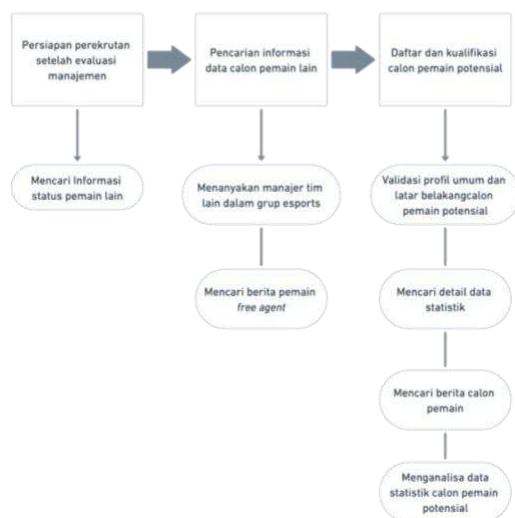 Persiapan perekrutan
setelah evaluasi
manajemen
Pencarian informasi
data calon pemain lain
Daftar dan kualifikasi
calon pemain potensial
Mencari Informasi
status pemain lain
Menanyakan manajer tim
lain dalam grup esports
Mencari berita pemain
free agent
Validasi profil umum dan
latar belakangcalon
pemain potensial
Mencari detail data
statistik
Mencari berita calon
pemain
Menganalisa data
statistik calon pemain
potensial